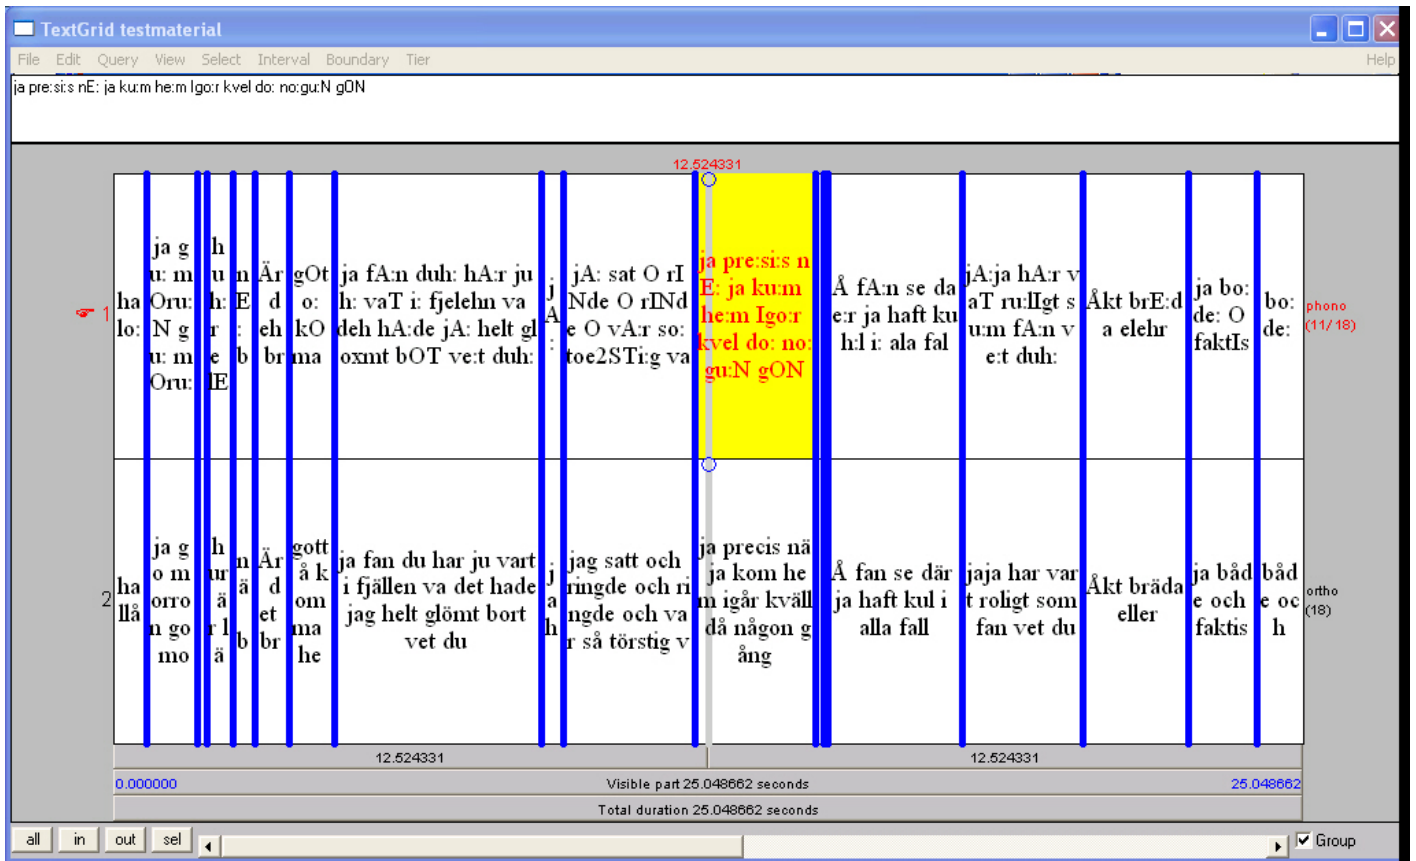 TextGrid testmaterial
File Edit Query View Select Interval Boundary Tier Help
ja pre:si:s nE: ja ku:m he:m Igo:r kvel do: no:gu:N gON
12.524331
1
ha
lo:
ja g
u: m
Oru:
N g
u: m
Oru:
h
u
h:
r
e
lE
n
E
:
b
Är
d
eh
br
gOt
o:
kO
ma
ja fA:n duh: hA:r ju
h: vaT i: fjelehn va
deh hA:de jA: helt gl
oxmt bOT ve:t duh:
j
A
:
jA: sat O rI
Nde O rINd
e O vA:r so:
toe2STi:g va
ja pre:si:s n
E: ja ku:m
he:m Igo:r
kvel do: no:
gu:N gON
Å fA:n se da
e:r ja haft ku
h:l i: ala fal
jA:ja hA:r v
aT ru:lIgt s
u:m fA:n v
e:t duh:
Åkt brE:d
a elehr
ja bo:
de: O
faktIs
bo:
de:
phono
(11/18)
2
ha
llå
ja g
o m
orro
n go
mo
h
ur
ä
r l
ä
n
ä
b
Är
d
et
br
gott
å k
om
ma
he
ja fan du har ju vart
i fjällen va det hade
jag helt glömt bort
vet du
j
a
h
jag satt och
ringde och ri
ngde och va
r så törstig v
ja precis nä
ja kom he
m igår kväll
då någon g
ång
Å fan se där
ja haft kul i
alla fall
jaja har var
t roligt som
fan vet du
Åkt bräda
eller
ja båd
e och
faktis
båd
e oc
h
ortho
(18)
12.524331 12.524331
0.000000 Visible part 25.048662 seconds 25.048662
Total duration 25.048662 seconds
all in out sel Group